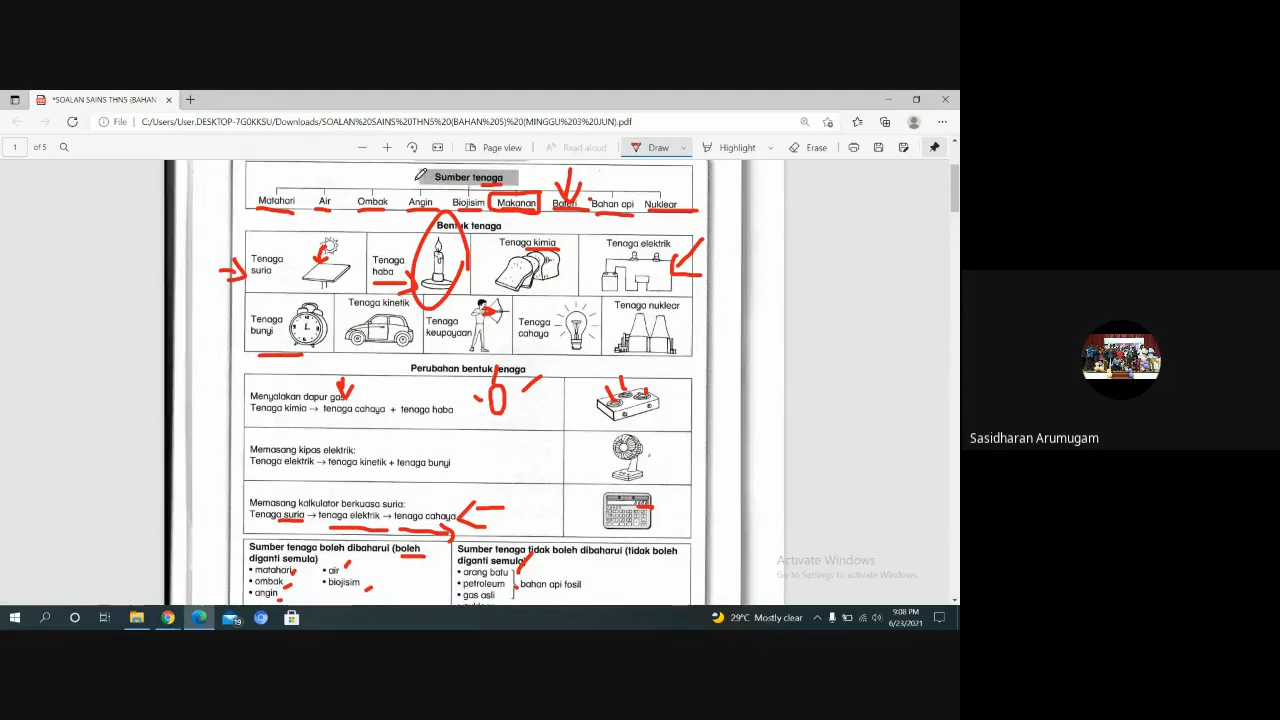 *SOALAN SAINS THN5 (BAHAN
File
C:/Users/User.DESKTOP-7G0KKSU/Downloads/SOALAN%20SAINS%20THN5%20(BAHAN%205)%20(MINGGU%203%20JUN).pdf
1 of 5
Page view
Read aloud
Draw
Highlight
Erase
Sumber tenaga
Matahari Air Ombak Angin Biojisim Makanan Bateri Bahan api Nuklear
Bentuk tenaga
Tenaga suria
Tenaga haba
Tenaga kimia
Tenaga elektrik
Tenaga bunyi
Tenaga kinetik
Tenaga keupayaan
Tenaga cahaya
Tenaga nuklear
Perubahan bentuk tenaga
Menyalakan dapur gas:
Tenaga kimia → tenaga cahaya + tenaga haba
Memasang kipas elektrik:
Tenaga elektrik → tenaga kinetik + tenaga bunyi
Memasang kalkulator berkuasa suria:
Tenaga suria → tenaga elektrik → tenaga cahaya
Sumber tenaga boleh dibaharui (boleh
diganti semula)
• matahari
• ombak
• angin
• air
• biojisim
Sumber tenaga tidak boleh dibaharui (tidak boleh
diganti semula)
• arang batu
• petroleum
• gas asli
bahan api fosil
Activate Windows
Go to Settings to activate Windows.
19
29°C Mostly clear
9:08 PM
6/23/2021
Sasidharan Arumugam